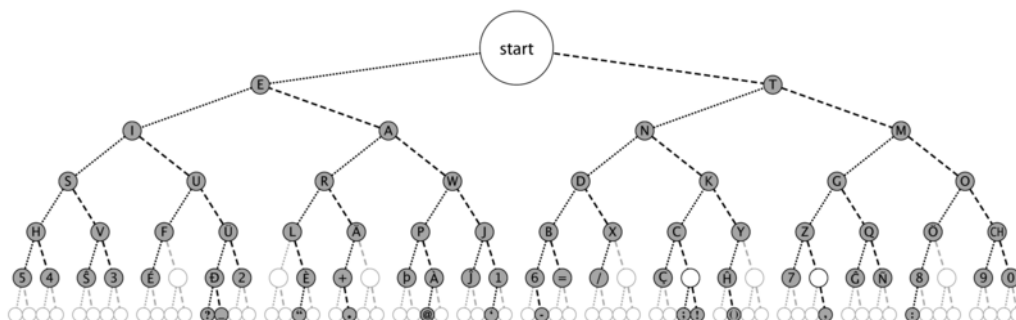 start
E T
I A N M
S U R W D K G O
H V F Ü L Ä P J B X C Y Z Q Ö CH
5 4 Ŝ 3 É Đ 2 È + Þ À Ĵ 1 6 = / Ç Ĥ 7 Ĝ Ñ 8 9 0
? _ " . @ ' - ; ! () , :